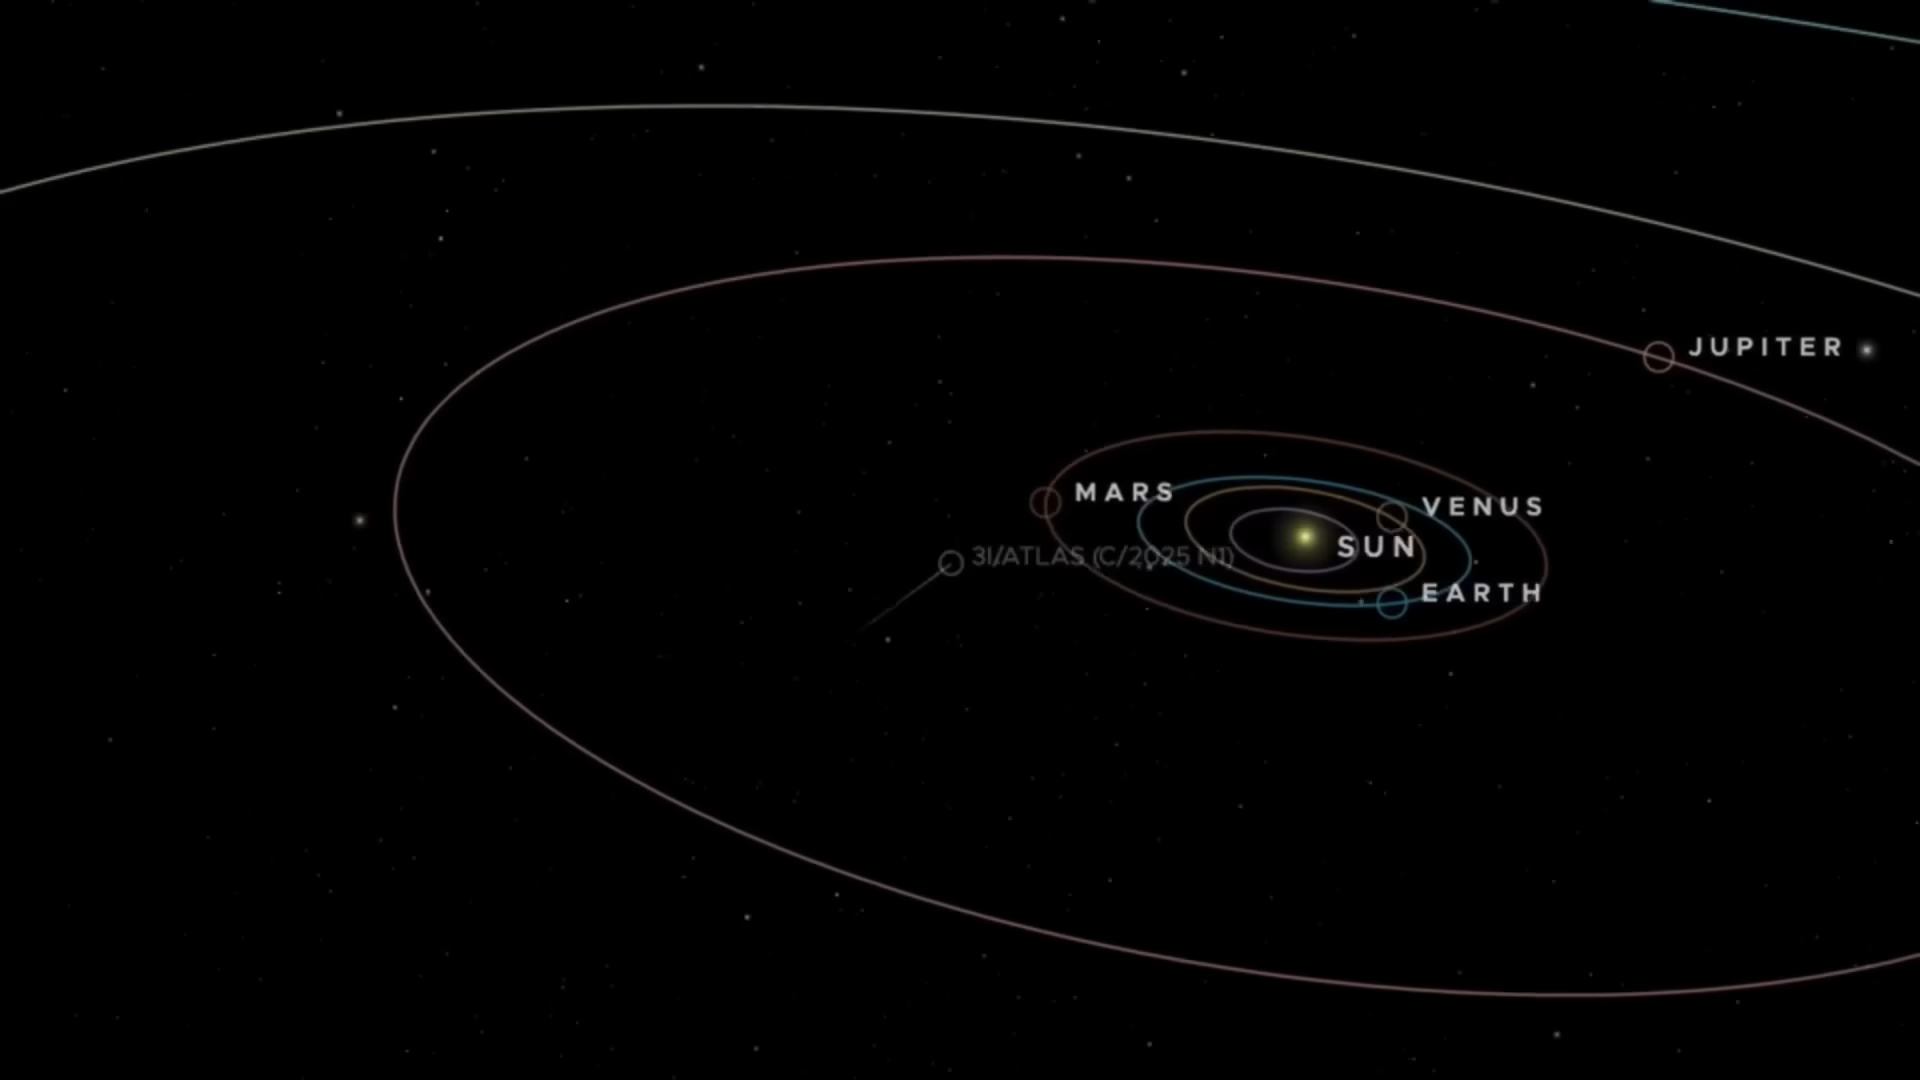 JUPITER
MARS
VENUS
SUN
3I/ATLAS (C/2025 N1)
EARTH